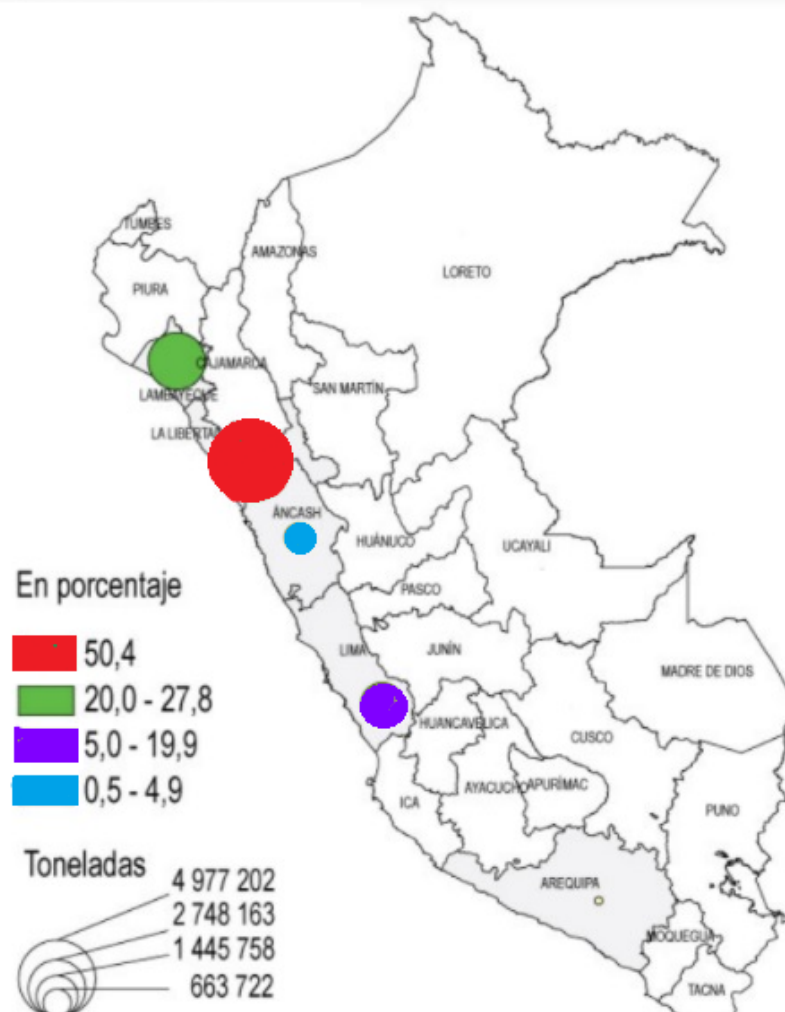 TUMBES
AMAZONAS
LORETO
PIURA
CAJAMARCA
SAN MARTÍN
LAMBAYEQUE
LA LIBERTA
ÁNCASH
HUÁNUCO
UCAYALI
PASCO
LIMA
JUNÍN
MADRE DE DIOS
HUANCAVELICA
CUSCO
AYACUCHO
APURÍMAC
ICA
PUNO
AREQUIPA
MOQUEGUA
TACNA
En porcentaje
50,4
20,0 - 27,8
5,0 - 19,9
0,5 - 4,9
Toneladas
4 977 202
2 748 163
1 445 758
663 722